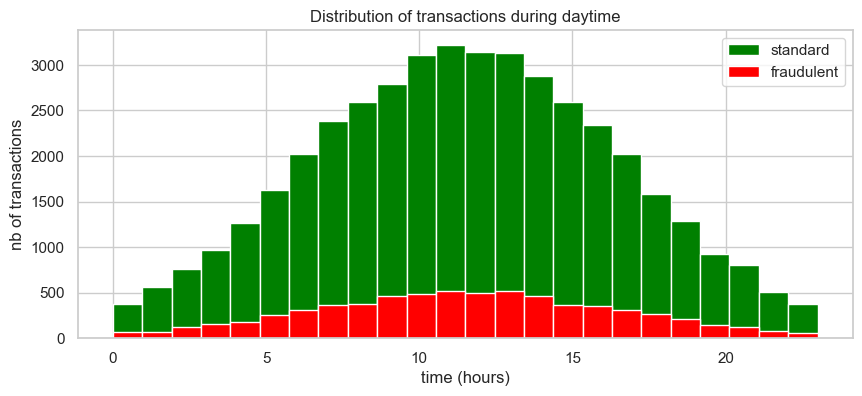 Distribution of transactions during daytime
standard
fraudulent
nb of transactions
3000
2500
2000
1500
1000
500
0
0 5 10 15 20
time (hours)